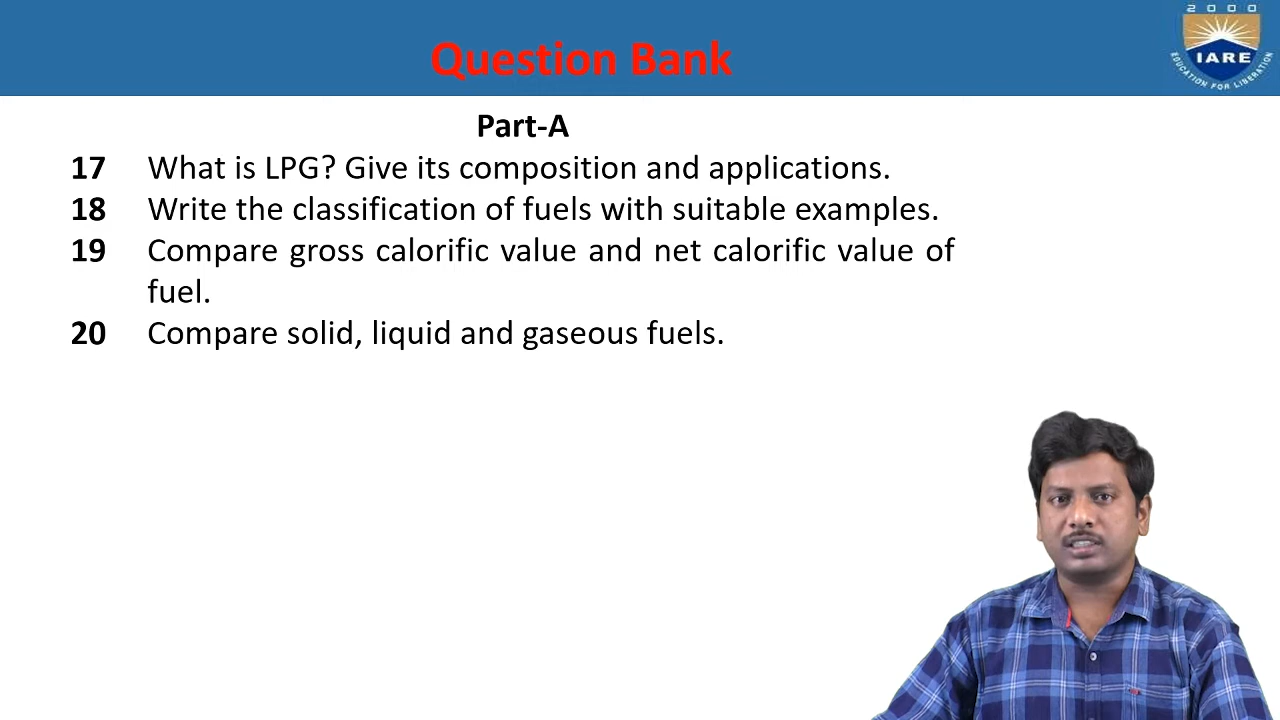 Question Bank
2000
IARE
EDUCATION FOR LIBERATION
Part-A
17 What is LPG? Give its composition and applications.
18 Write the classification of fuels with suitable examples.
19 Compare gross calorific value and net calorific value of
fuel.
20 Compare solid, liquid and gaseous fuels.